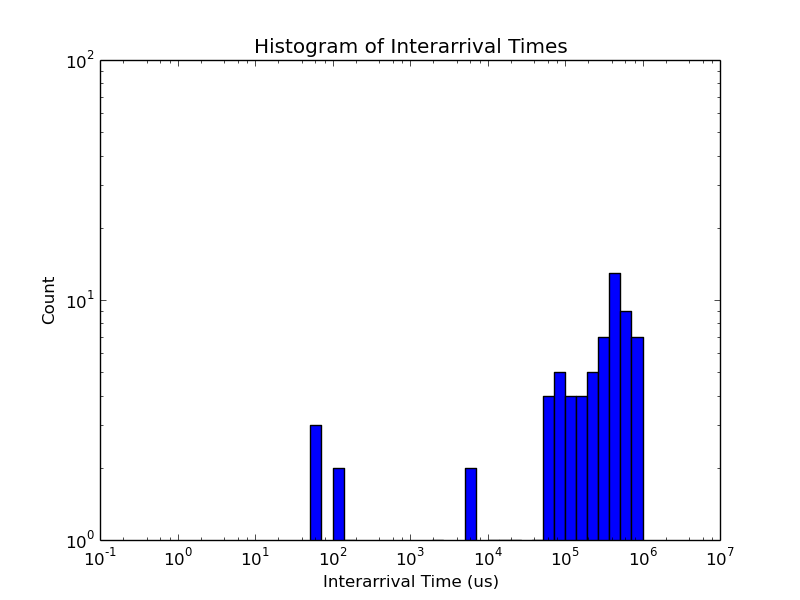 Histogram of Interarrival Times
10^2
10^1
10^0
Count
10^-1 10^0 10^1 10^2 10^3 10^4 10^5 10^6 10^7
Interarrival Time (us)